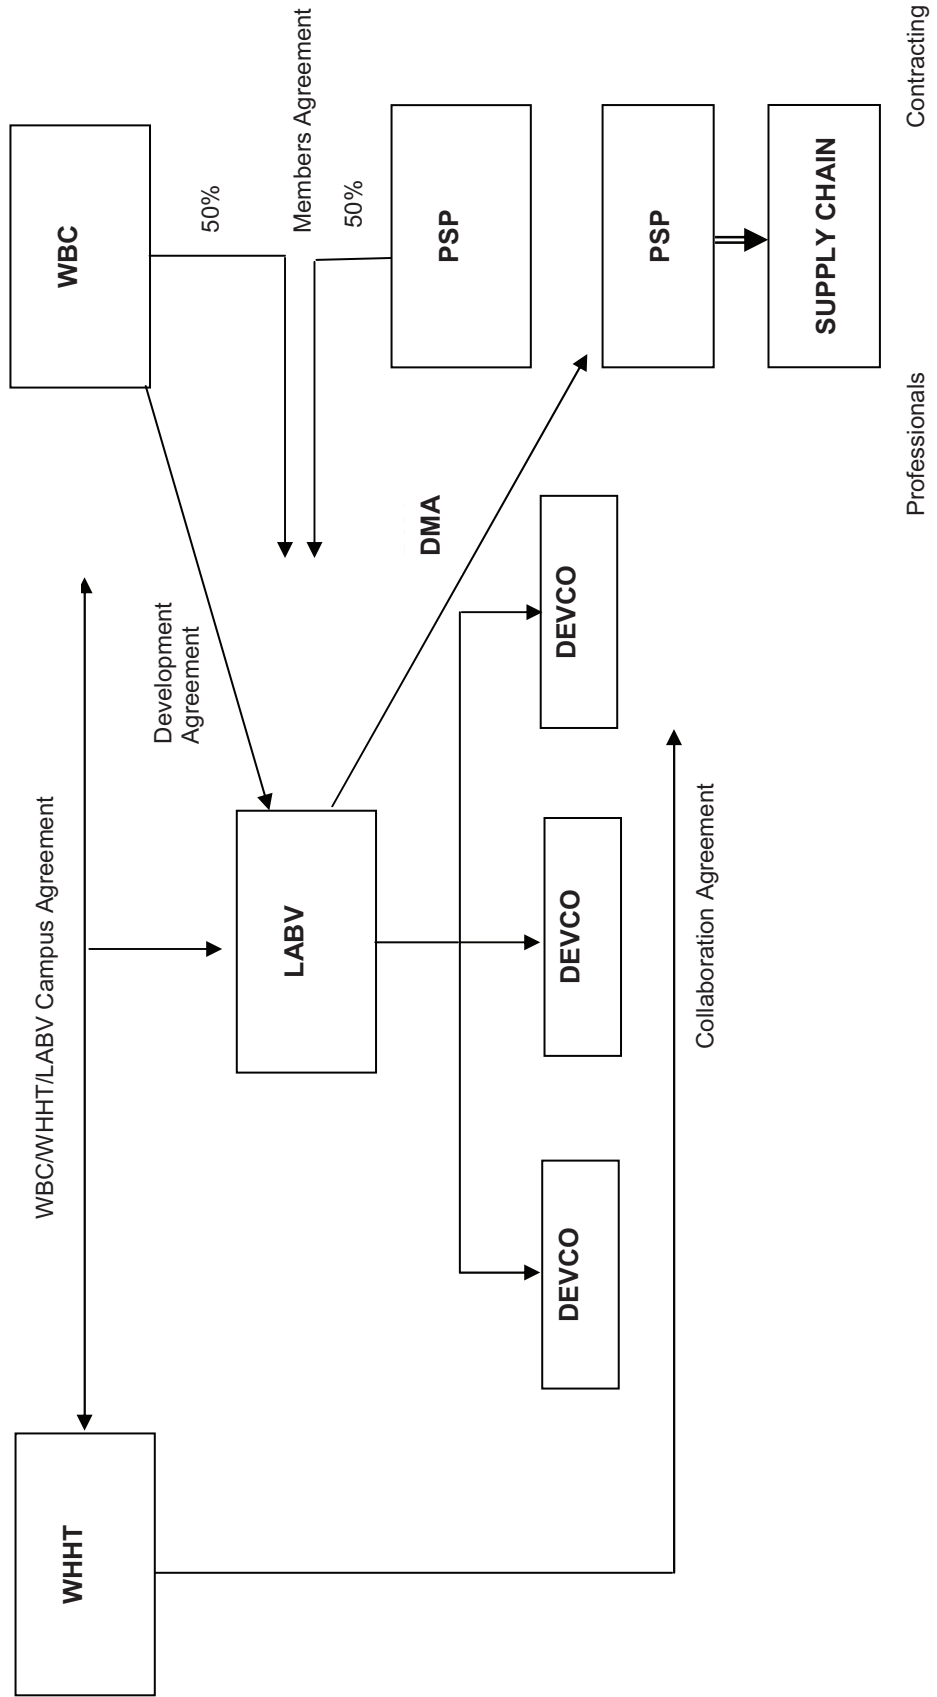 WBC/WHHT/LABV Campus Agreement
WHHT
WBC
Development
Agreement
50%
LABV
Members Agreement
50%
DMA
PSP
DEVCO
DEVCO
DEVCO
PSP
Collaboration Agreement
SUPPLY CHAIN
Professionals
Contracting